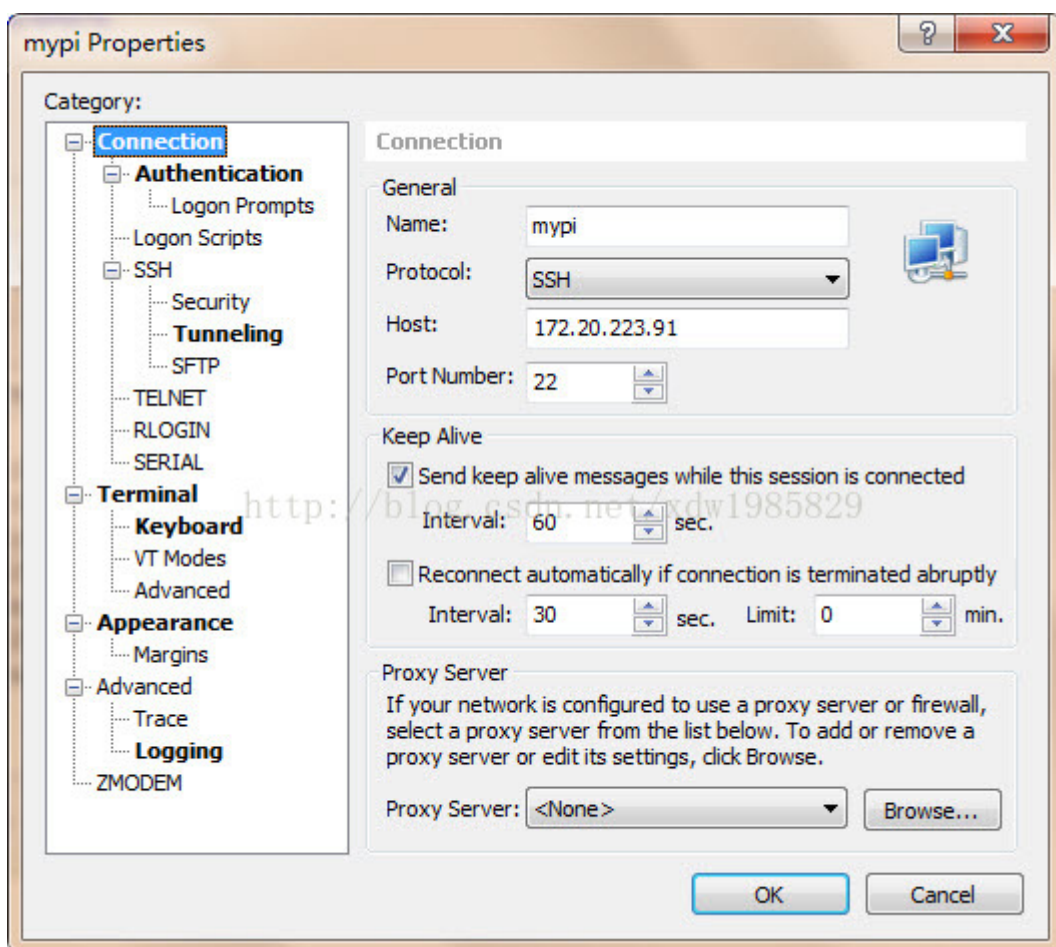 mypi Properties
Category:
Connection
Authentication
Logon Prompts
Logon Scripts
SSH
Security
Tunneling
SFTP
TELNET
RLOGIN
SERIAL
Terminal
Keyboard
VT Modes
Advanced
Appearance
Margins
Advanced
Trace
Logging
ZMODEM
Connection
General
Name: mypi
Protocol: SSH
Host: 172.20.223.91
Port Number: 22
Keep Alive
Send keep alive messages while this session is connected
http://blog.csdn.net/xdw1985829
Interval: 60 sec.
Reconnect automatically if connection is terminated abruptly
Interval: 30 sec. Limit: 0 min.
Proxy Server
If your network is configured to use a proxy server or firewall,
select a proxy server from the list below. To add or remove a
proxy server or edit its settings, click Browse.
Proxy Server: <None> Browse...
OK Cancel